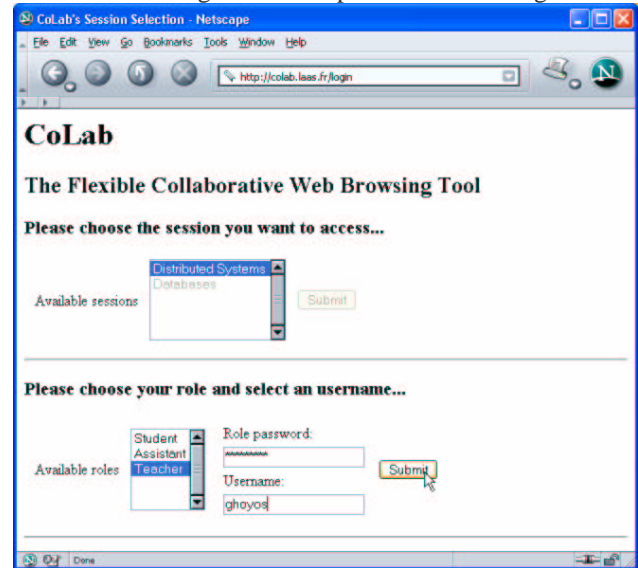 CoLab's Session Selection - Netscape
File Edit View Go Bookmarks Tools Window Help
http://colab.laas.fr/login
N
CoLab
The Flexible Collaborative Web Browsing Tool
Please choose the session you want to access...
Distributed Systems
Databases
Available sessions
Submit
Please choose your role and select an username...
Student
Assistant
Teacher
Available roles
Role password:
*********
Username:
ghoyos
Submit
Done